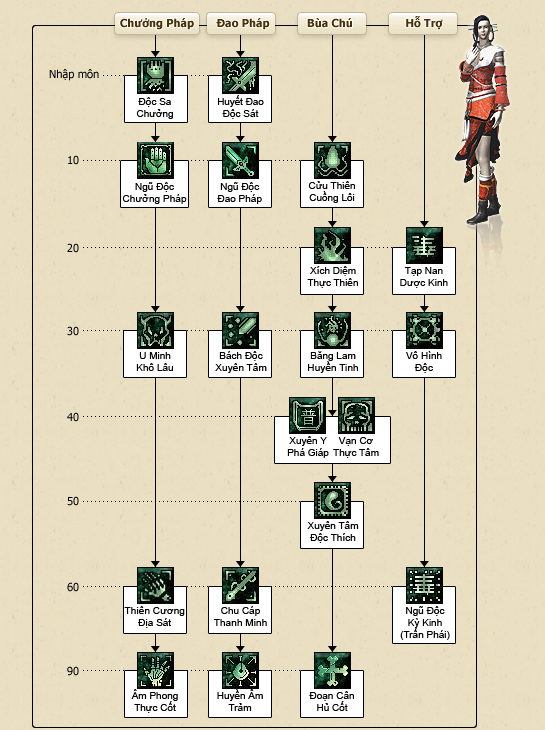 Chưởng Pháp
Đao Pháp
Bùa Chú
Hỗ Trợ
Nhập môn
Độc Sa
Chưởng
Huyết Đao
Độc Sát
10
Ngũ Độc
Chưởng Pháp
Ngũ Độc
Đao Pháp
Cửu Thiên
Cuồng Lôi
20
Xích Diệm
Thực Thiên
Tạp Nan
Dược Kinh
30
U Minh
Khô Lâu
Bách Độc
Xuyên Tâm
Băng Lam
Huyền Tinh
Vô Hình
Độc
40
普
Xuyên Y
Phá Giáp
Vạn Cổ
Thực Tâm
50
Xuyên Tâm
Độc Thích
60
Thiên Cương
Địa Sát
Chu Cáp
Thanh Minh
Ngũ Độc
Kỳ Kinh
(Trấn Phái)
90
Âm Phong
Thực Cốt
Huyền Âm
Trảm
Đoạn Cân
Hủ Cốt